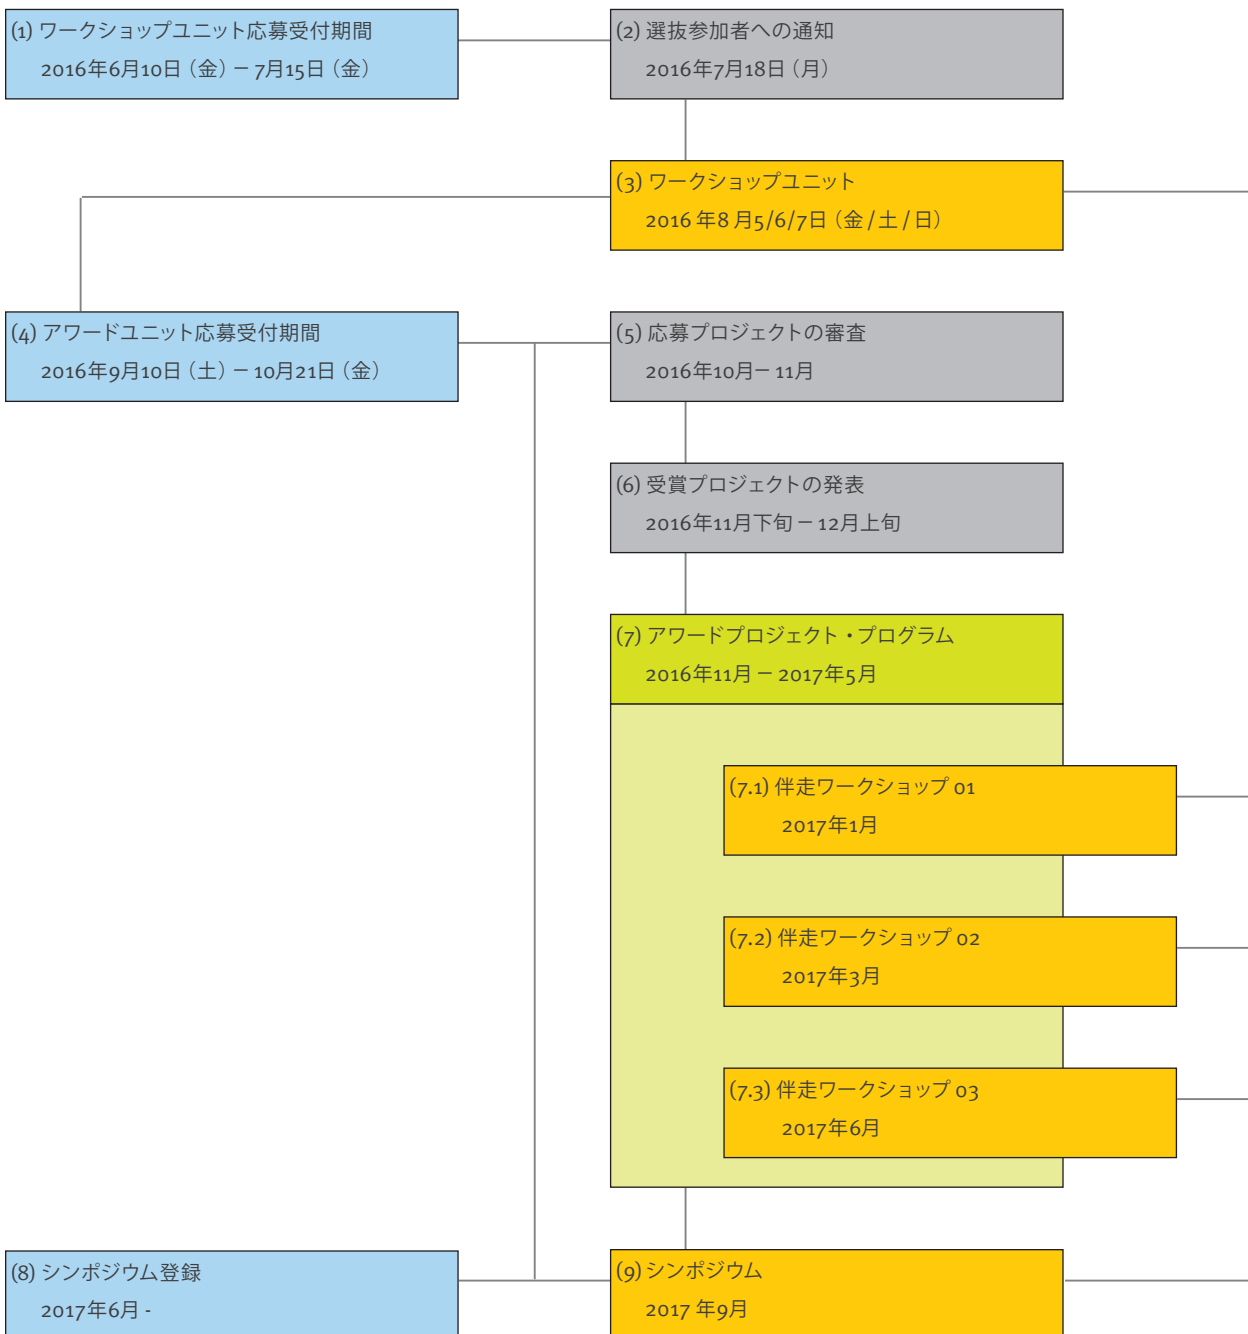 (1) ワークショップユニット応募受付期間
2016年6月10日（金）－ 7月15日（金）
(2) 選抜参加者への通知
2016年7月18日（月）
(3) ワークショップユニット
2016 年8 月5/6/7日（金 / 土 / 日）
(4) アワードユニット応募受付期間
2016年9月10日（土）－ 10月21日（金）
(5) 応募プロジェクトの審査
2016年10月－ 11月
(6) 受賞プロジェクトの発表
2016年11月下旬 － 12月上旬
(7) アワードプロジェクト・プログラム
2016年11月 － 2017年5月
(7.1) 伴走ワークショップ 01
2017年1月
(7.2) 伴走ワークショップ 02
2017年3月
(7.3) 伴走ワークショップ 03
2017年6月
(8) シンポジウム登録
2017年6月 -
(9) シンポジウム
2017 年9月